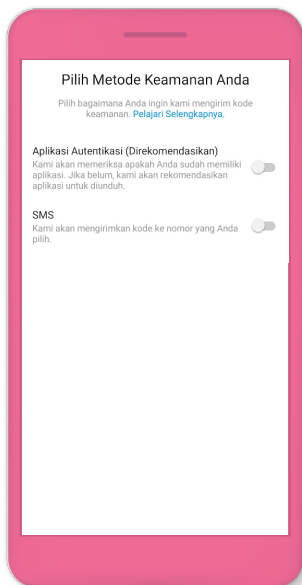 Pilih Metode Keamanan Anda
Pilih bagaimana Anda ingin kami mengirim kode
keamanan. Pelajari Selengkapnya.
Aplikasi Autentikasi (Direkomendasikan)
Kami akan memeriksa apakah Anda sudah memiliki
aplikasi. Jika belum, kami akan rekomendasikan
aplikasi untuk diunduh.
SMS
Kami akan mengirimkan kode ke nomor yang Anda
pilih.